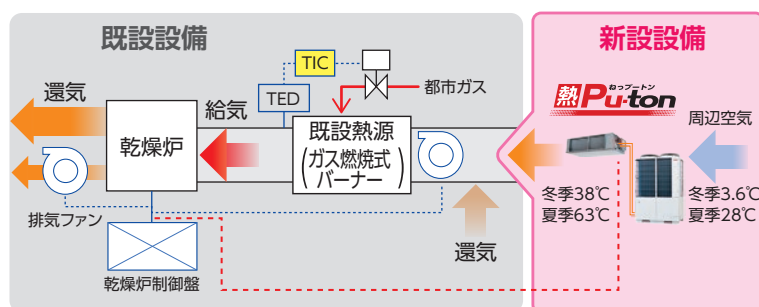 既設設備
新設設備
TIC
TED
都市ガス
還気
給気
乾燥炉
既設熱源
(ガス燃焼式
バーナー)
排気ファン
乾燥炉制御盤
還気
ねっプートン
熱Pu-ton
周辺空気
冬季38℃
夏季63℃
冬季3.6℃
夏季28℃